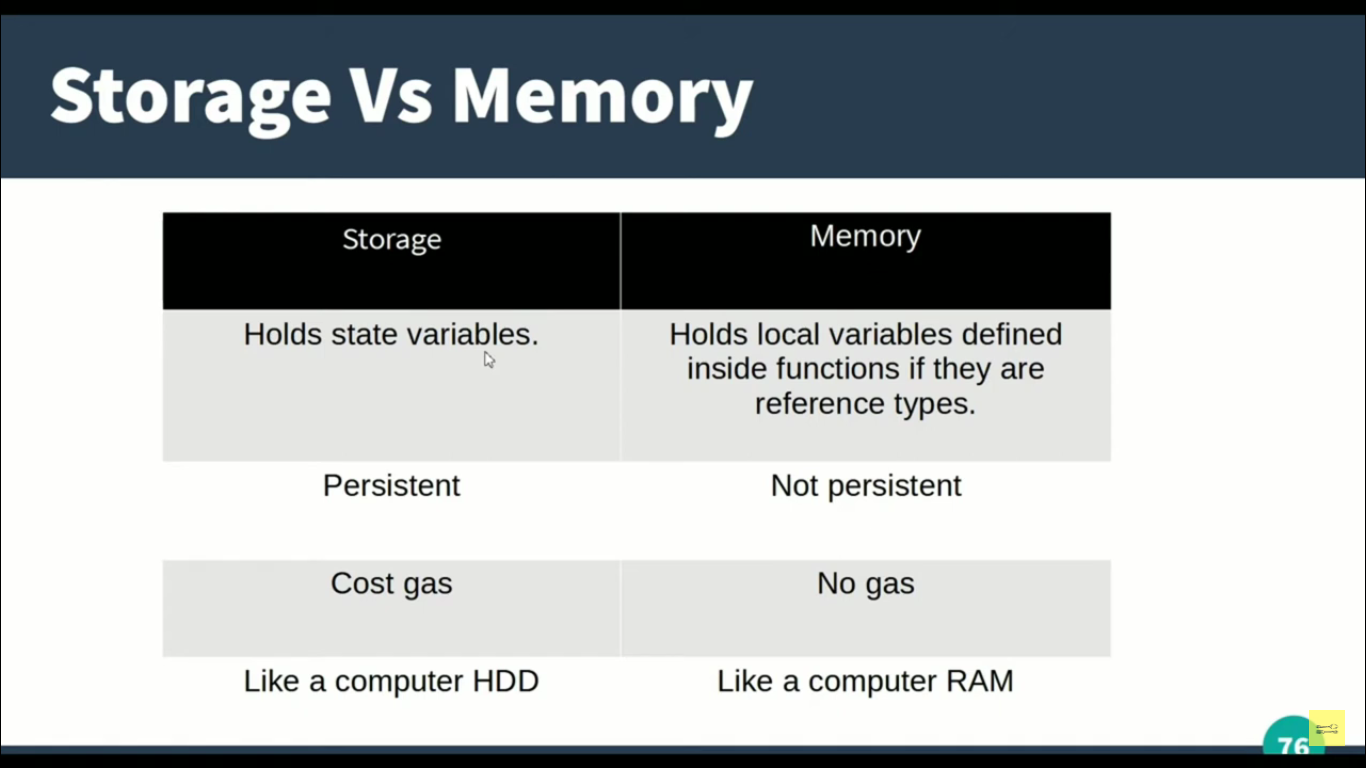 Storage Vs Memory
Storage
Memory
Holds state variables.
Holds local variables defined
inside functions if they are
reference types.
Persistent
Not persistent
Cost gas
No gas
Like a computer HDD
Like a computer RAM
76